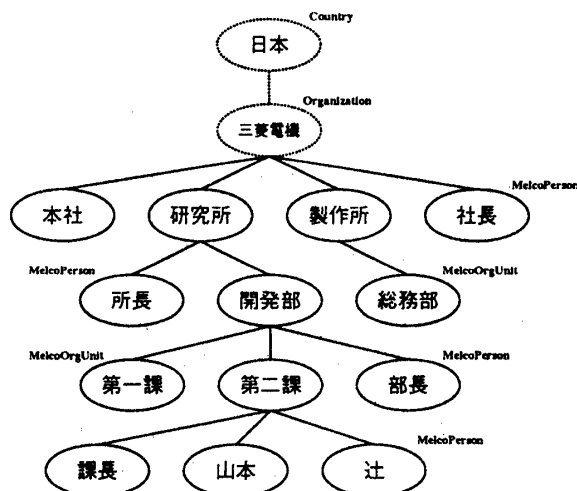 Country
日本
Organization
三菱電機
MelcoPerson
本社 研究所 製作所 社長
MelcoPerson MelcoOrgUnit
所長 開発部 総務部
MelcoOrgUnit MelcoPerson
第一課 第二課 部長
MelcoPerson
課長 山本 辻